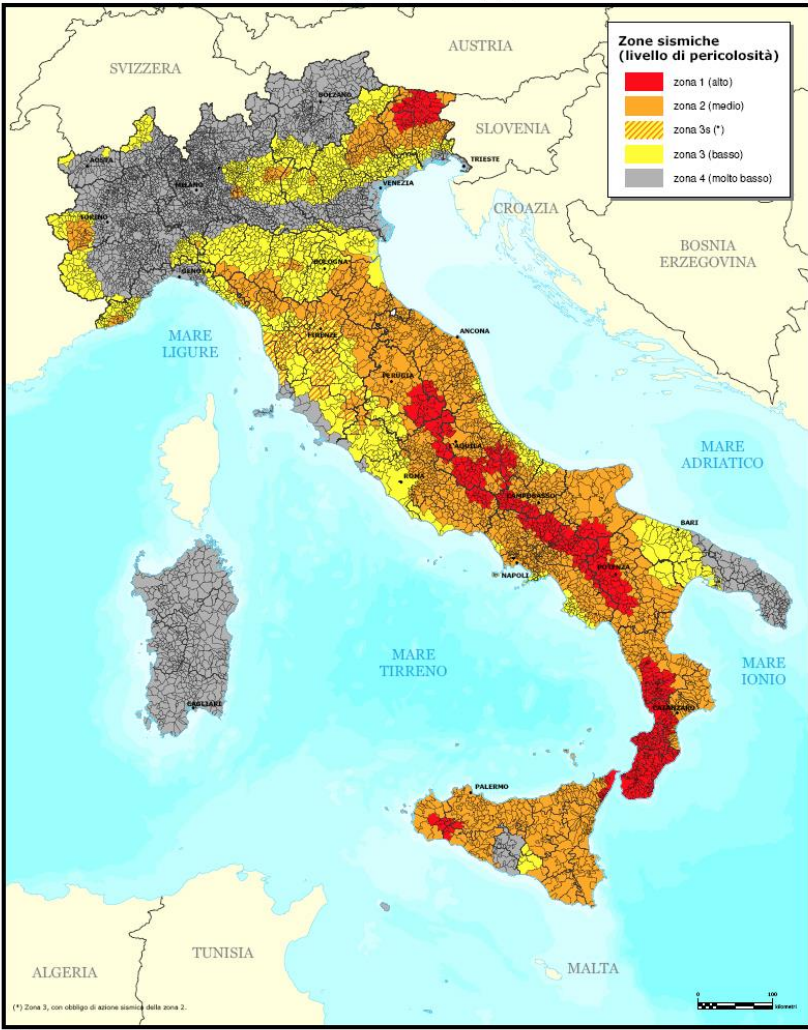 AUSTRIA
SVIZZERA
Zone sismiche
(livello di pericolosità)
zona 1 (alto)
zona 2 (medio)
zona 3s (*)
zona 3 (basso)
zona 4 (molto basso)
BOLZANO
SLOVENIA
AOSTA
TRIESTE
MILANO
VENEZIA
CROAZIA
TORINO
BOSNIA
ERZEGOVINA
BOLOGNA
GENOVA
MARE
LIGURE
FIRENZE
ANCONA
PERUGIA
L'AQUILA
MARE
ADRIATICO
ROMA
CAMPOBASSO
BARI
NAPOLI
POTENZA
MARE
TIRRENO
MARE
IONIO
CAGLIARI
CATANZARO
PALERMO
TUNISIA
ALGERIA
MALTA
0 100
kilometri
(*) Zona 3, con obbligo di azione sismica della zona 2.